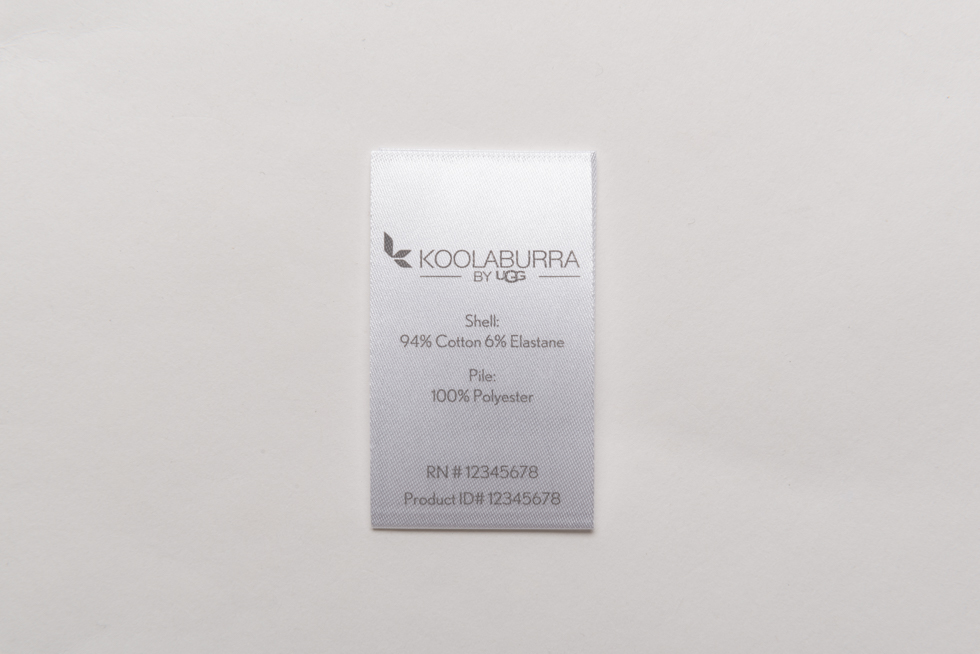 KOOLABURRA
BY UGG
Shell:
94% Cotton 6% Elastane
Pile:
100% Polyester
RN # 12345678
Product ID# 12345678